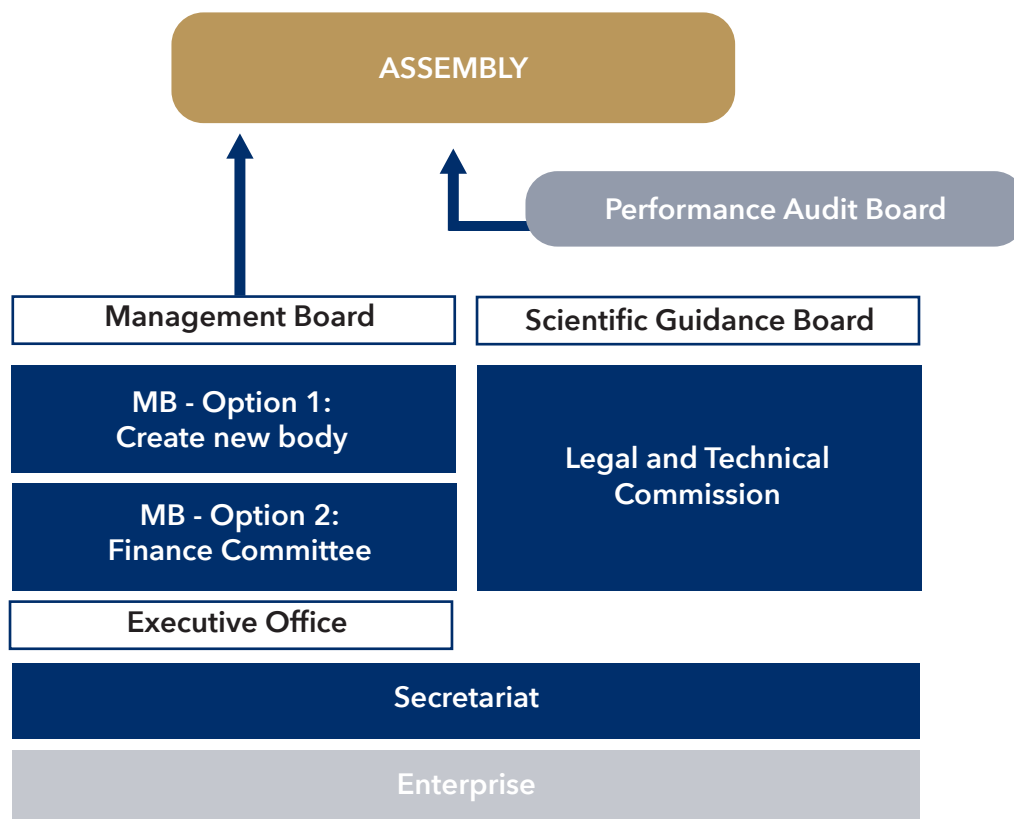 ASSEMBLY
Performance Audit Board
Management Board
Scientific Guidance Board
MB - Option 1:
Create new body
MB - Option 2:
Finance Committee
Legal and Technical
Commission
Executive Office
Secretariat
Enterprise